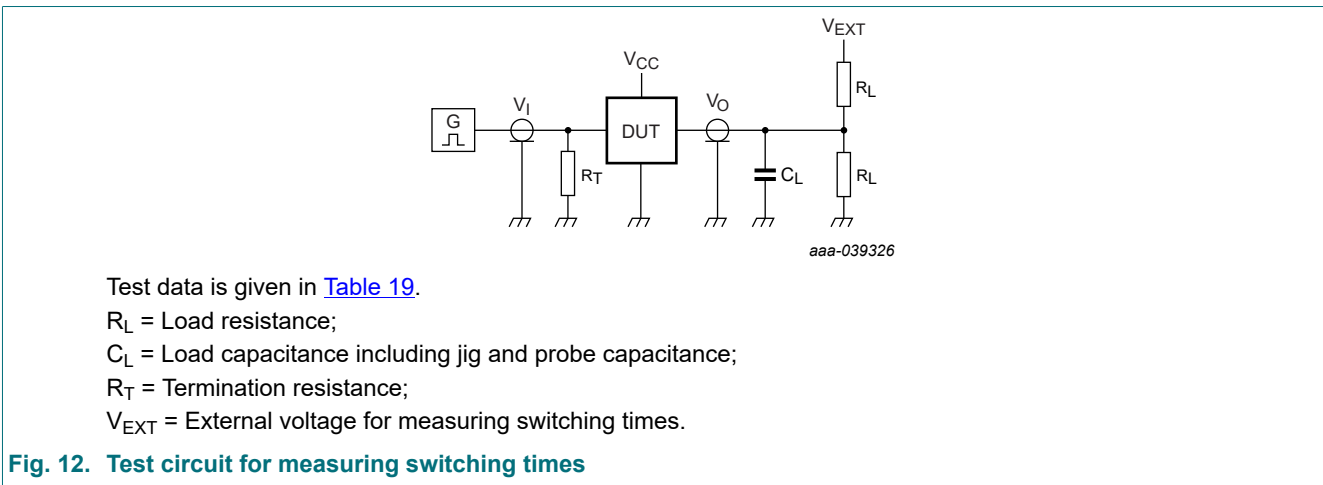 VEXT
VCC
RL
VI
VO
G
DUT
RT
CL
RL
aaa-039326
Test data is given in Table 19.
RL = Load resistance;
CL = Load capacitance including jig and probe capacitance;
RT = Termination resistance;
VEXT = External voltage for measuring switching times.
Fig. 12. Test circuit for measuring switching times